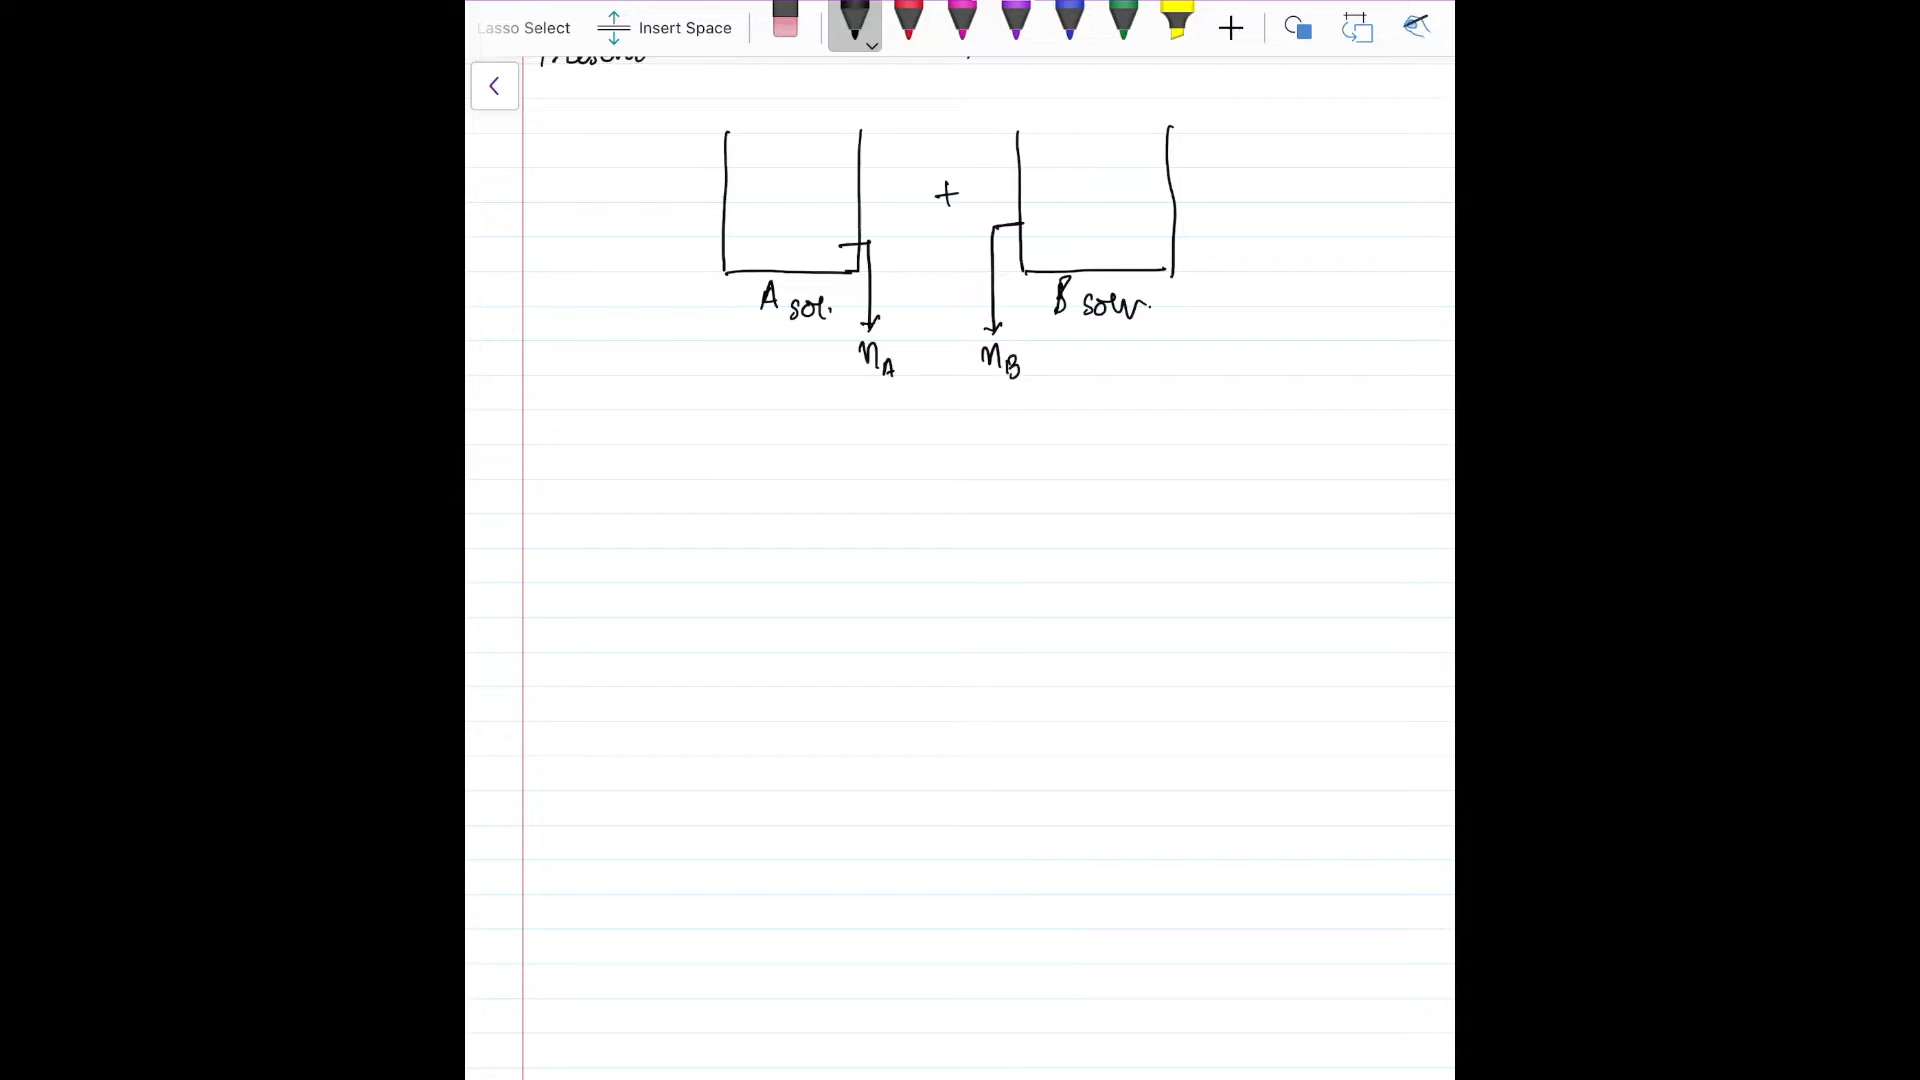 Lasso Select Insert Space
+
A sol. B solv.
nA nB